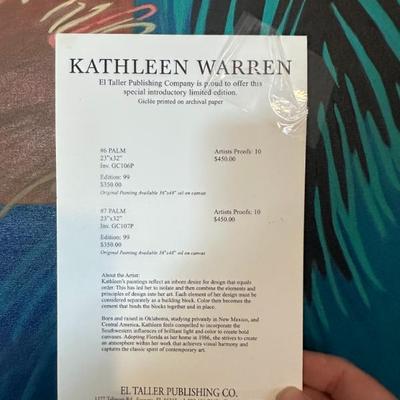 KATHLEEN WARREN
El Taller Publishing Company is proud to offer this
special introductory limited edition.
Giclée printed on archival paper
#6 PALM
23"x32"
Inv. GC106P
Artists Proofs: 10
$450.00
Edition: 99
$350.00
Original Painting Available 36"x48" oil on canvas
#7 PALM
23"x32"
Inv. GC107P
Artists Proofs: 10
$450.00
Edition: 99
$350.00
Original Painting Available 36"x48" oil on canvas
About the Artist:
Kathleen's paintings reflect an inborn desire for design that equals
order. This has led her to isolate and then combine the elements and
principles of design into her art. Each element of her design must be
considered separately as a building block. Color then becomes the
cement that binds the blocks together and in place.
Born and raised in Oklahoma, studying privately in New Mexico, and
Central America, Kathleen feels compelled to incorporate the
Southwestern influences of brilliant light and color to create bold
canvases. Adopting Florida as her home in 1986, she strives to create
an atmosphere within her work that achieves visual harmony and
captures the classic spirit of contemporary art.
EL TALLER PUBLISHING CO.